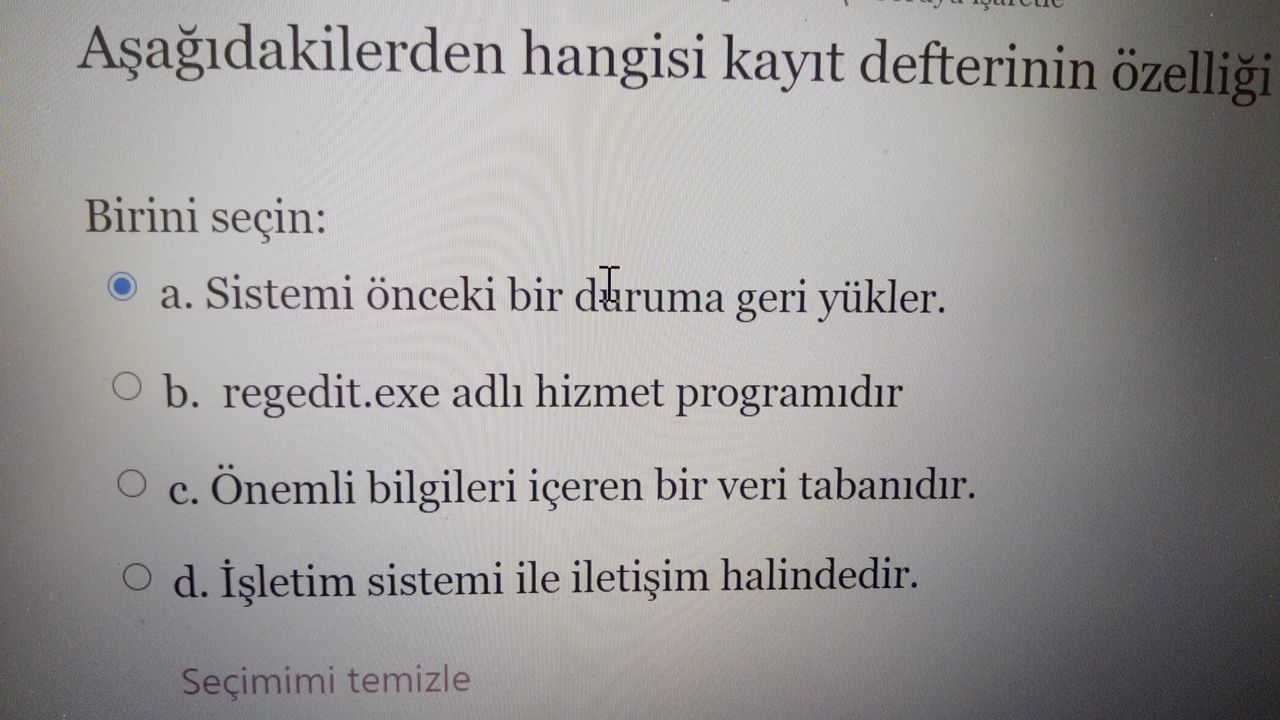 Aşağıdakilerden hangisi kayıt defterinin özelliği
Birini seçin:
a. Sistemi önceki bir duruma geri yükler.
b. regedit.exe adlı hizmet programıdır
c. Önemli bilgileri içeren bir veri tabanıdır.
d. İşletim sistemi ile iletişim halindedir.
Seçimimi temizle